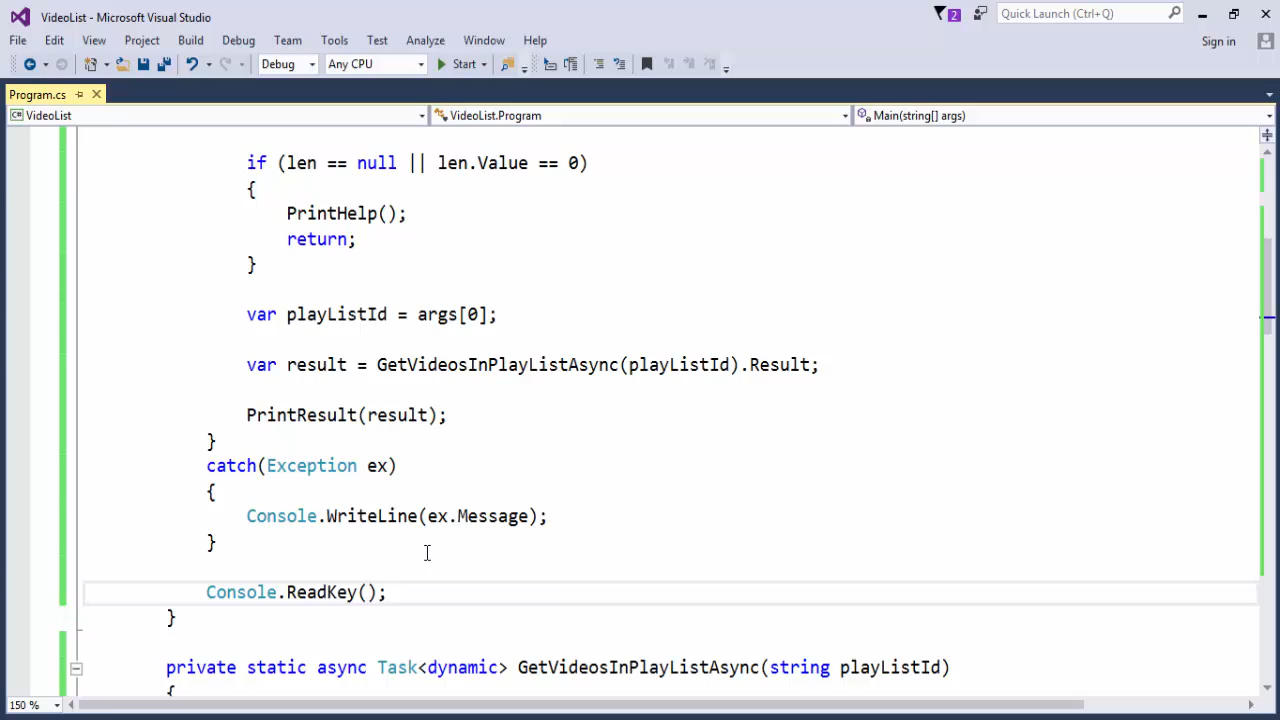 VideoList - Microsoft Visual Studio
2
Quick Launch (Ctrl+Q)
File Edit View Project Build Debug Team Tools Test Analyze Window Help
Sign in
Debug Any CPU Start
Program.cs
C# VideoList
VideoList.Program
Main(string[] args)
if (len == null || len.Value == 0)
{
PrintHelp();
return;
}
var playListId = args[0];
var result = GetVideosInPlayListAsync(playListId).Result;
PrintResult(result);
}
catch(Exception ex)
{
Console.WriteLine(ex.Message);
}
Console.ReadKey();
}
private static async Task<dynamic> GetVideosInPlayListAsync(string playListId)
{
150 %